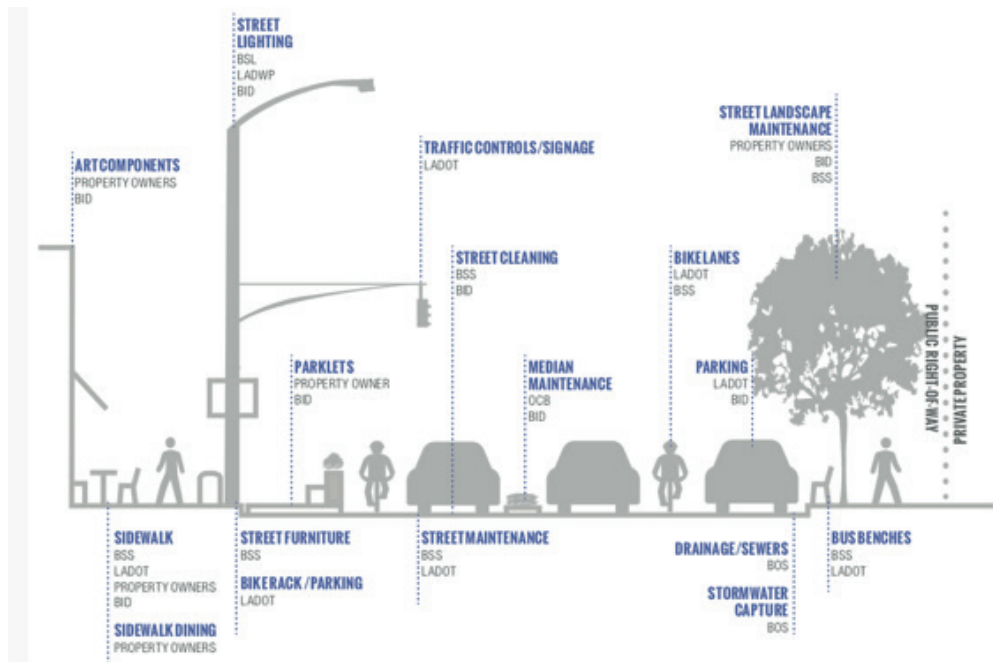 STREET
LIGHTING
BSL
LADWP
BID
ART COMPONENTS
PROPERTY OWNERS
BID
TRAFFIC CONTROLS/SIGNAGE
LADOT
STREET LANDSCAPE
MAINTENANCE
PROPERTY OWNERS
BID
BSS
STREET CLEANING
BSS
BID
BIKE LANES
LADOT
BSS
PARKLETS
PROPERTY OWNER
BID
MEDIAN
MAINTENANCE
OCB
BID
PARKING
LADOT
BID
PUBLIC RIGHT-OF-WAY
PRIVATE PROPERTY
SIDEWALK
BSS
LADOT
PROPERTY OWNERS
BID
SIDEWALK DINING
PROPERTY OWNERS
STREET FURNITURE
BSS
BIKE RACK / PARKING
LADOT
STREET MAINTENANCE
BSS
LADOT
DRAINAGE/SEWERS
BOS
STORMWATER
CAPTURE
BOS
BUS BENCHES
BSS
LADOT